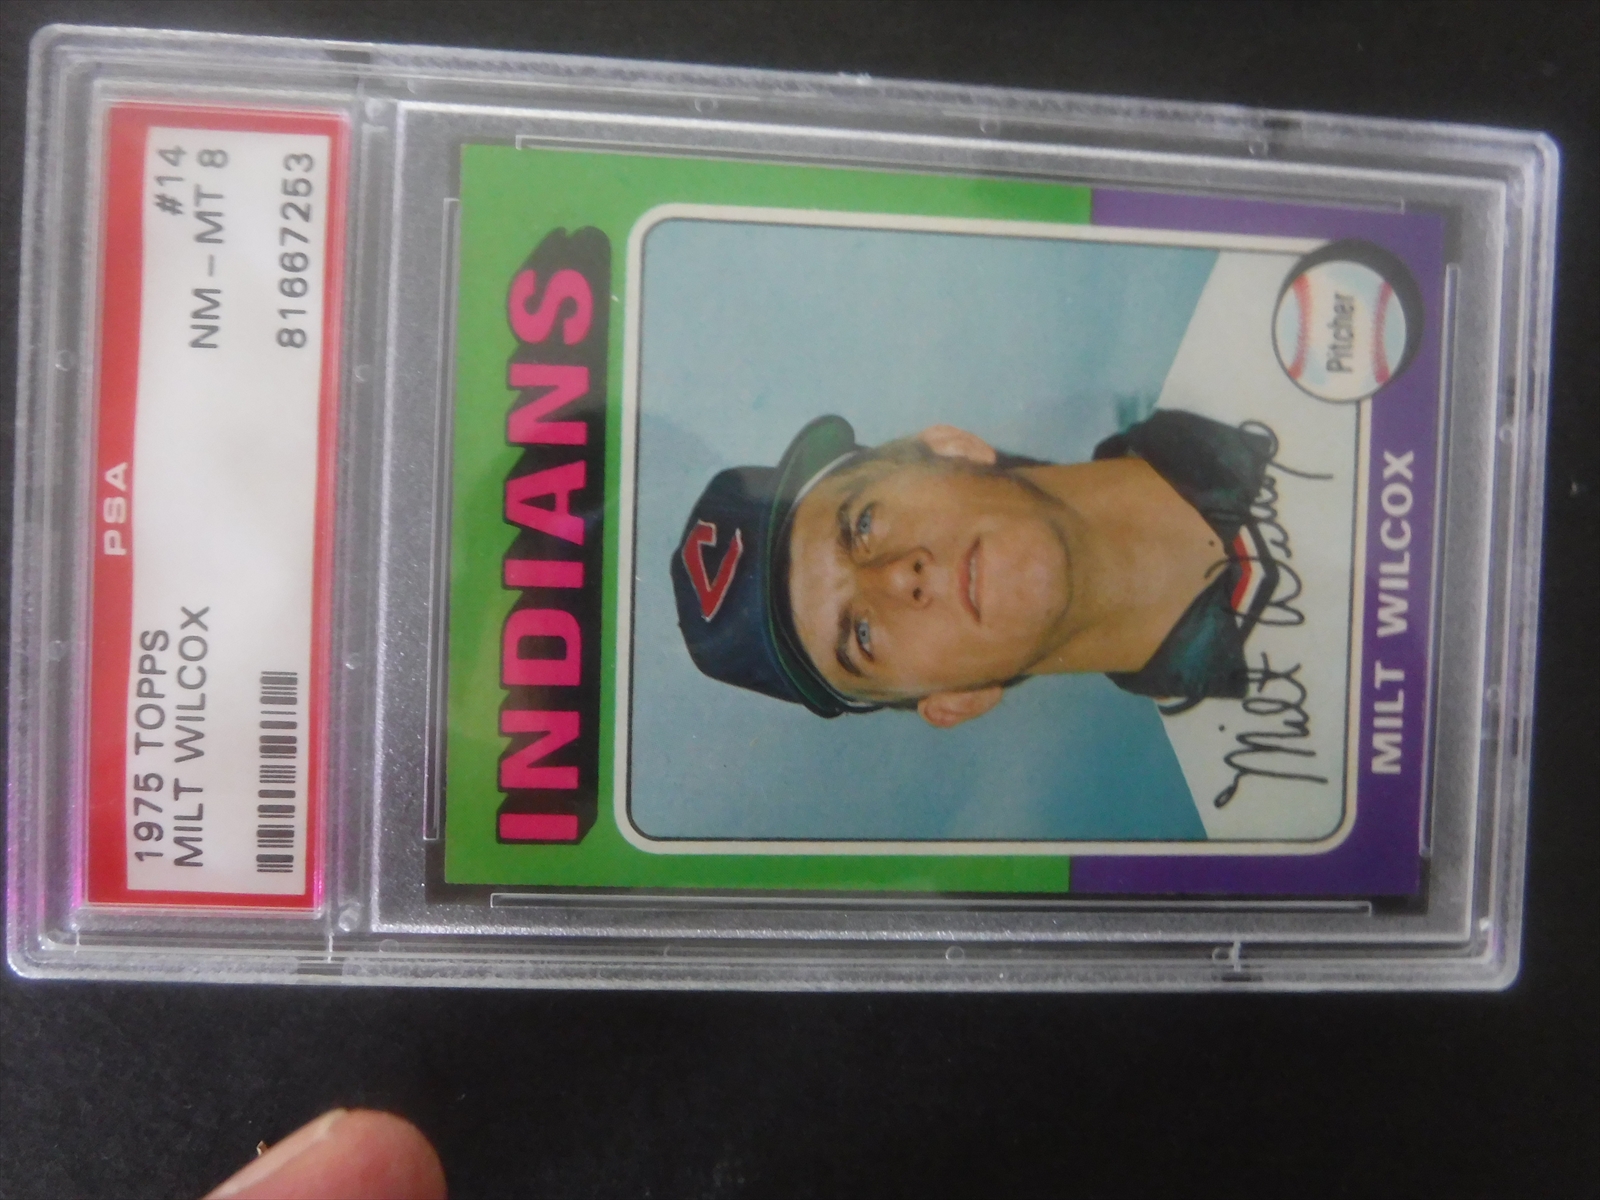 PSA
1975 TOPPS #14
MILT WILCOX NM - MT 8
81667253
INDIANS
C
Pitcher
Milt Wilcox
MILT WILCOX